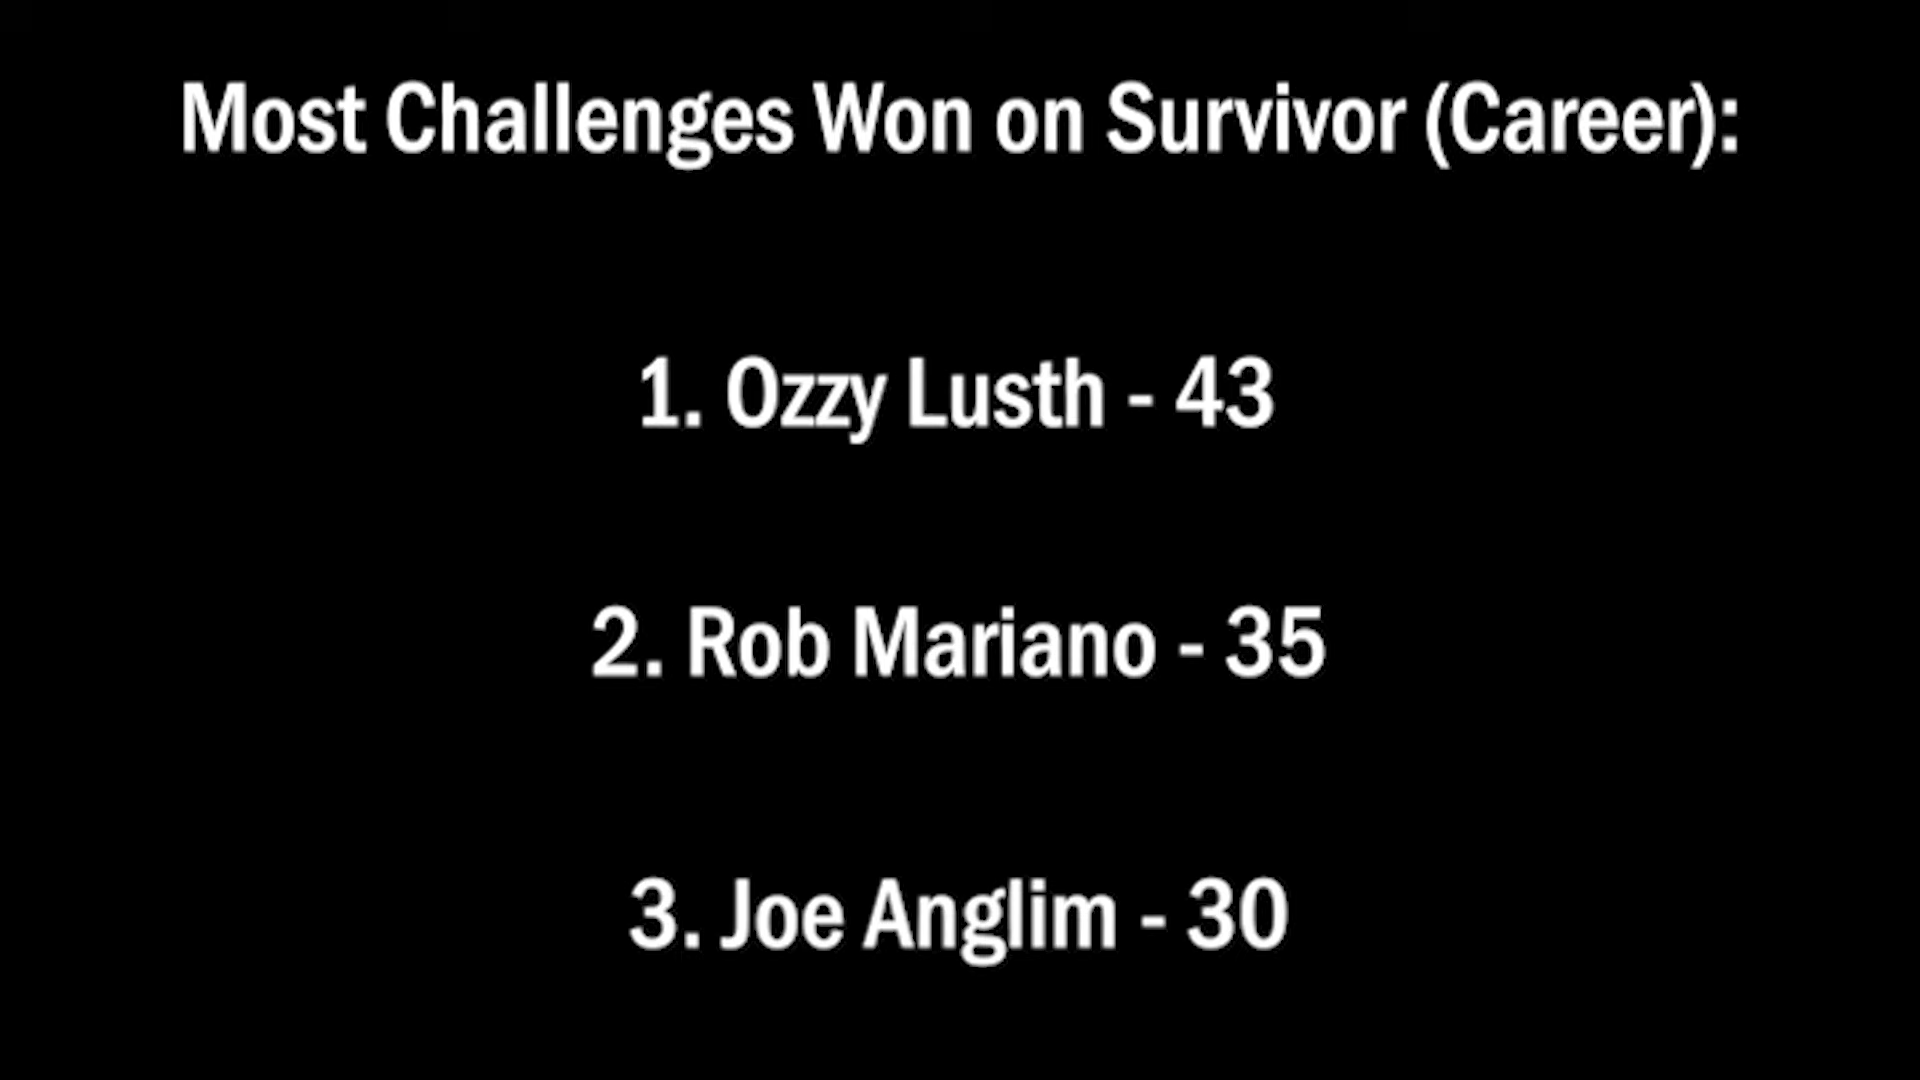 Most Challenges Won on Survivor (Career):
1. Ozzy Lusth - 43
2. Rob Mariano - 35
3. Joe Anglim - 30